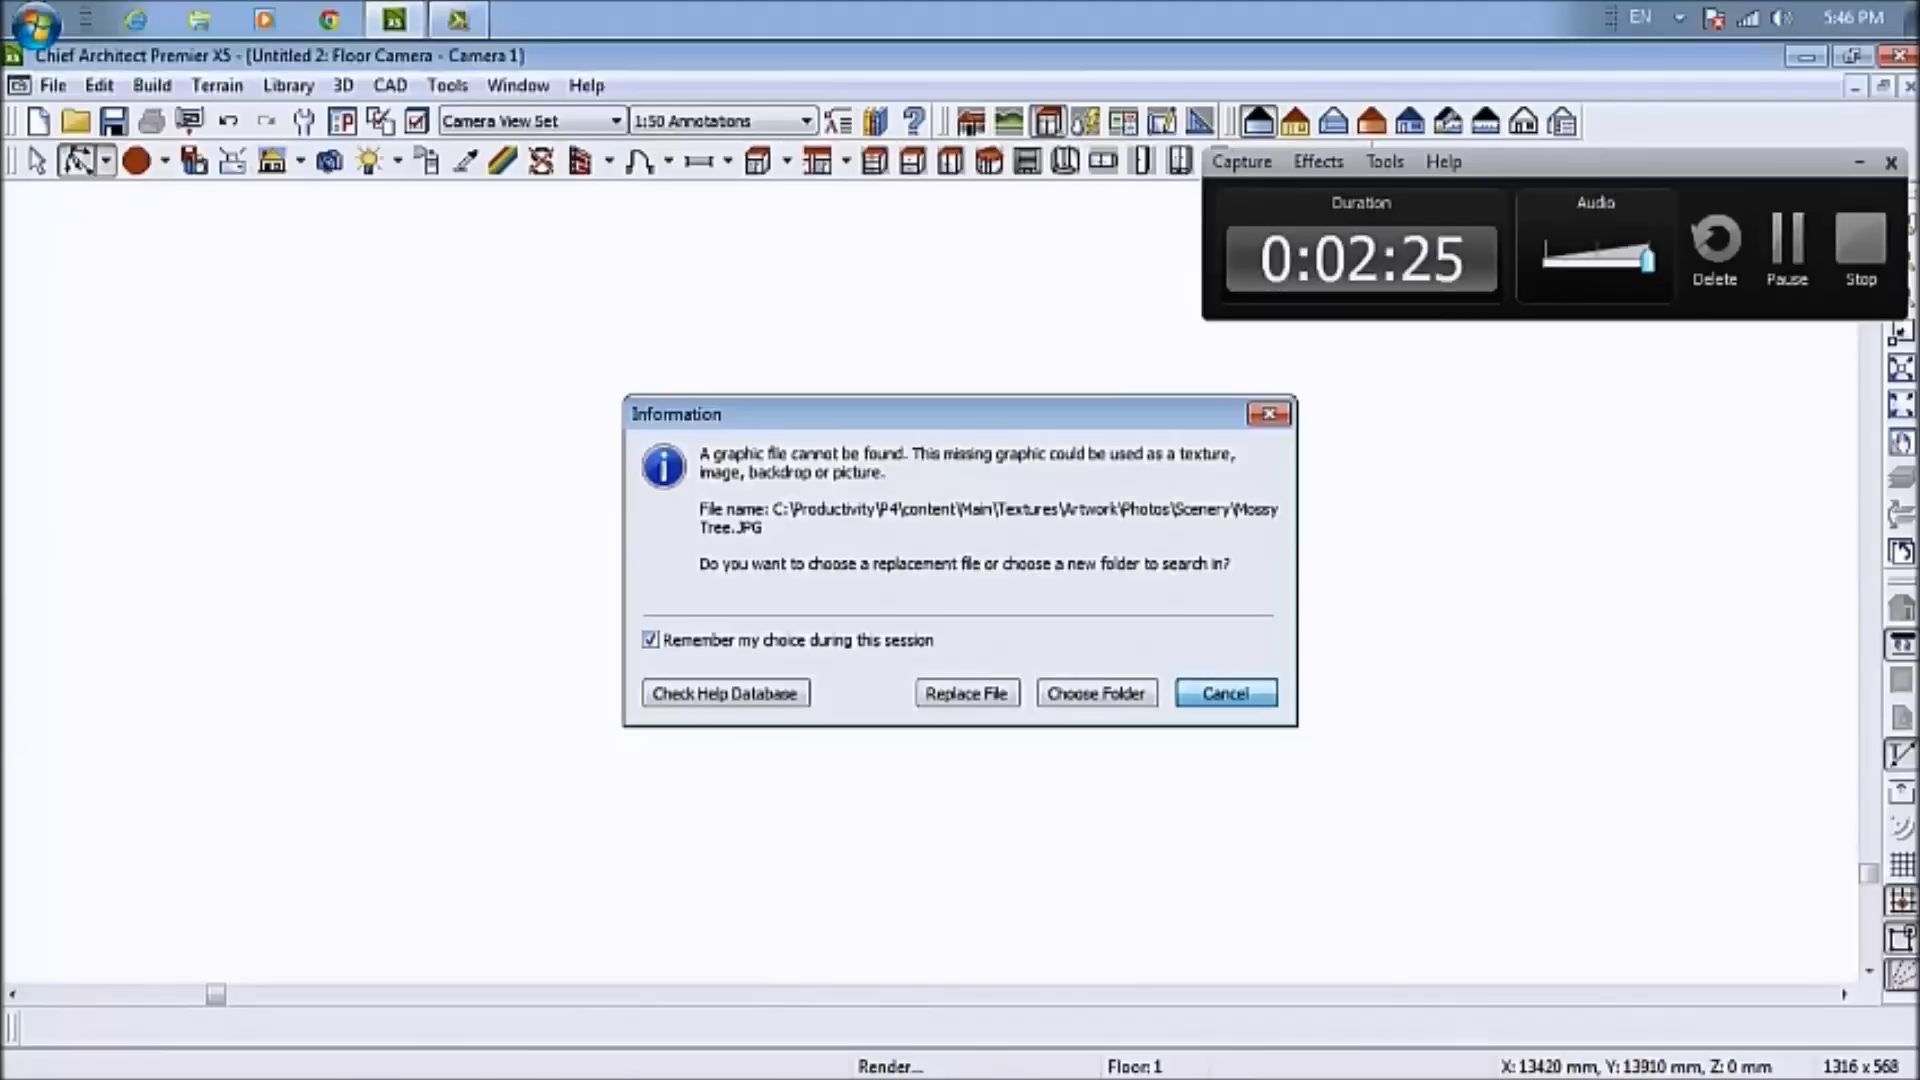 EN
5:46 PM
Chief Architect Premier X5 - [Untitled 2: Floor Camera - Camera 1]
File Edit Build Terrain Library 3D CAD Tools Window Help
Camera View Set
1:50 Annotations
Capture Effects Tools Help
Duration
Audio
0:02:25
Delete
Pause
Stop
Information
A graphic file cannot be found. This missing graphic could be used as a texture,
image, backdrop or picture.
File name: C:\Productivity\P4\content\Main\Textures\Artwork\Photos\Scenery\Mossy
Tree.JPG
Do you want to choose a replacement file or choose a new folder to search in?
Remember my choice during this session
Check Help Database
Replace File
Choose Folder
Cancel
Render...
Floor: 1
X: 13420 mm, Y: 13910 mm, Z: 0 mm
1316 x 568